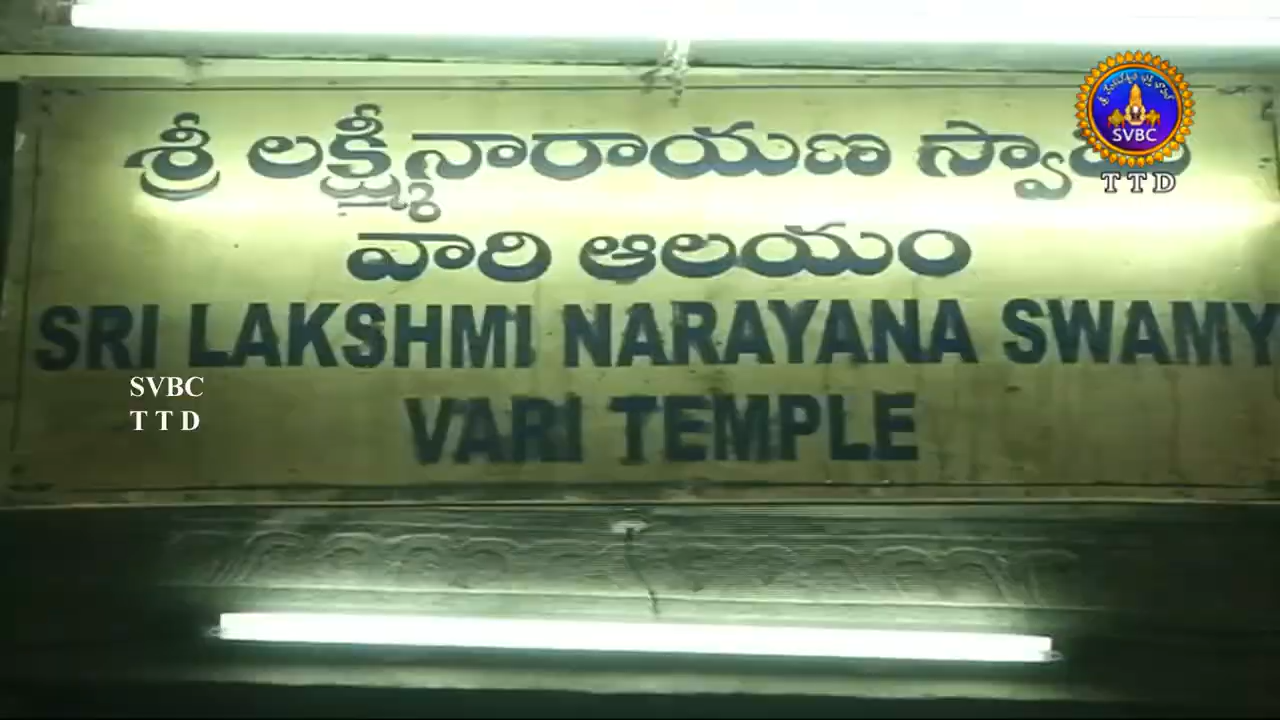 శ్రీ లక్ష్మీనారాయణ
SVBC
T T D
వారి ఆలయం
SRI LAKSHMI NARAYANA SWAMY
SVBC
T T D
VARI TEMPLE